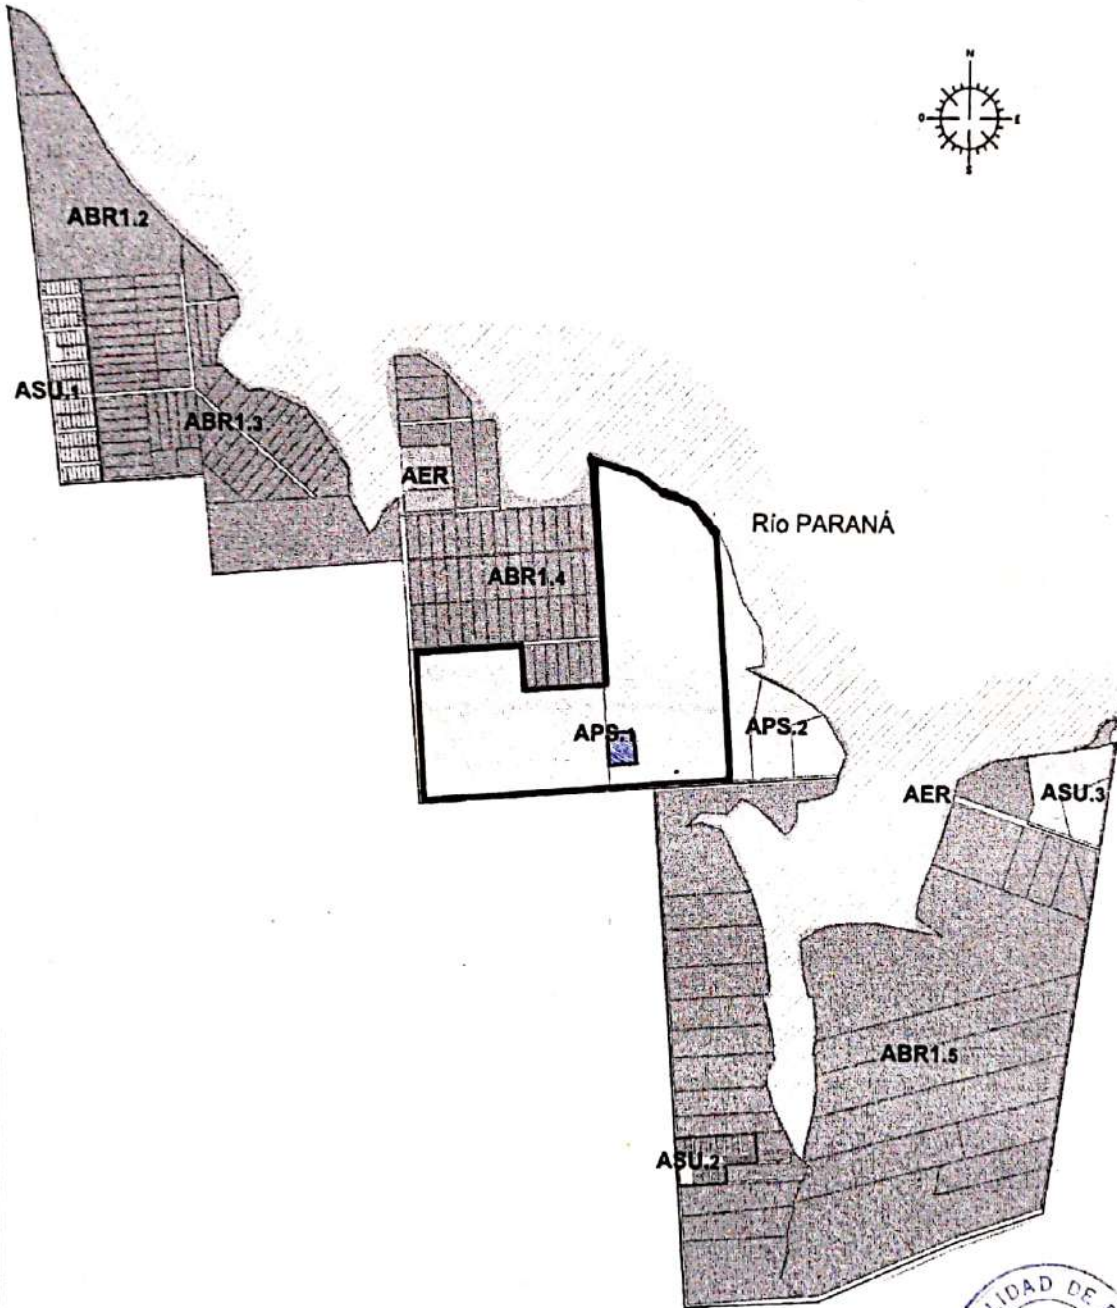 N
O E
S
ABR1.2
ASU.1
ABR1.3
AER
Río PARANÁ
ABR1.4
APS.1
APS.2
AER
ASU.3
ABR1.5
ASU.2
LIDAD DE